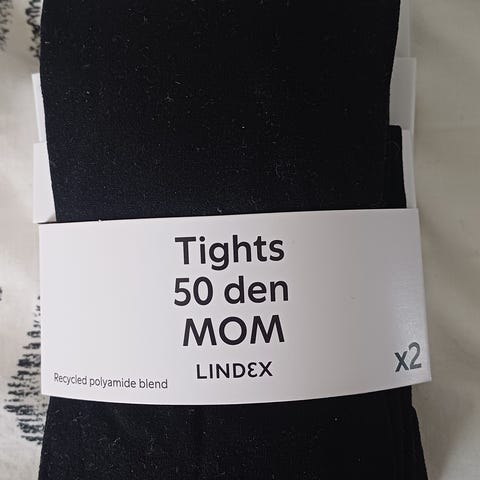 Tights
50 den
MOM
LINDEX
Recycled polyamide blend
x2